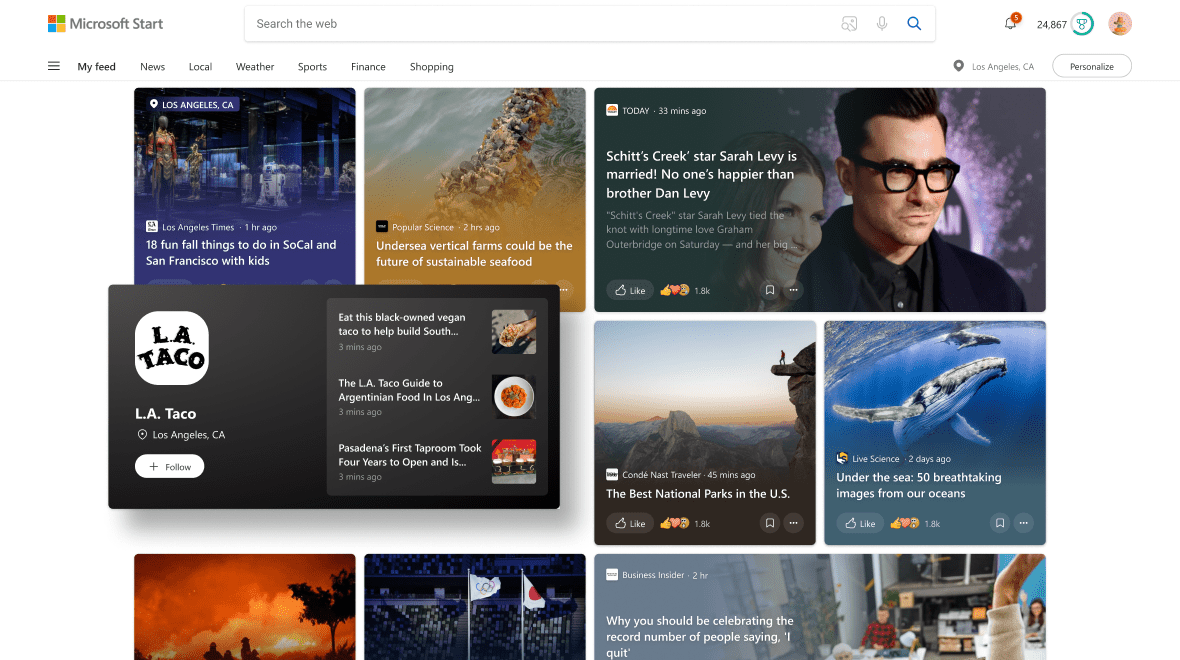 Microsoft Start
Search the web
5
24,867
My feed
News
Local
Weather
Sports
Finance
Shopping
Los Angeles, CA
Personalize
LOS ANGELES, CA
Los Angeles Times · 1 hr ago
18 fun fall things to do in SoCal and
San Francisco with kids
Popular Science · 2 hrs ago
Undersea vertical farms could be the
future of sustainable seafood
TODAY · 33 mins ago
Schitt's Creek' star Sarah Levy is
married! No one's happier than
brother Dan Levy
"Schitt's Creek" star Sarah Levy tied the
knot with longtime love Graham
Outerbridge on Saturday — and her big ...
Like
1.8k
L.A.
TACO
L.A. Taco
Los Angeles, CA
Follow
Eat this black-owned vegan
taco to help build South...
3 mins ago
The L.A. Taco Guide to
Argentinian Food In Los Ang...
3 mins ago
Pasadena's First Taproom Took
Four Years to Open and Is...
3 mins ago
Condé Nast Traveler · 45 mins ago
The Best National Parks in the U.S.
Like
1.8k
Live Science · 2 days ago
Under the sea: 50 breathtaking
images from our oceans
Like
1.8k
Business Insider · 2 hr
Why you should be celebrating the
record number of people saying, 'I
quit'